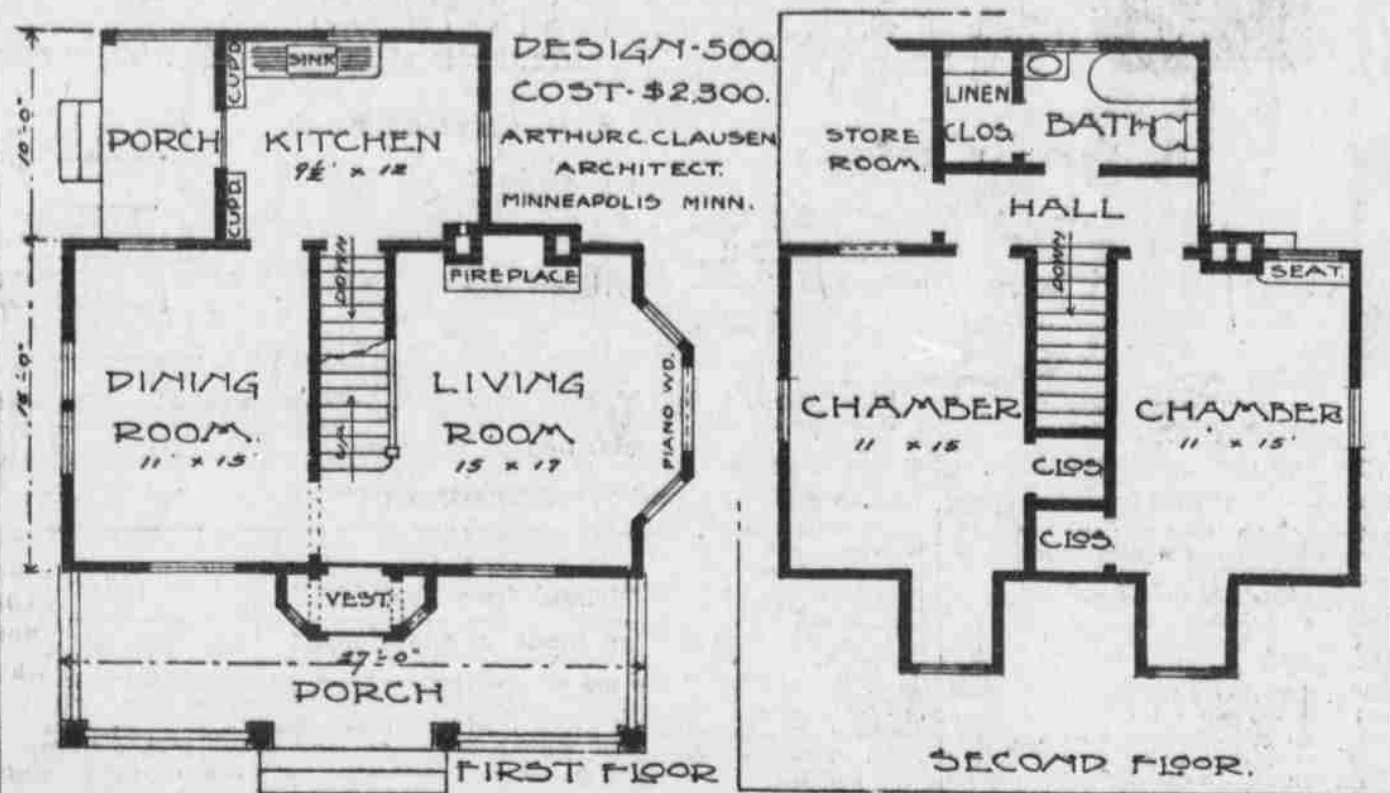 DESIGN-500
COST-$2,300.
ARTHUR C. CLAUSEN
ARCHITECT.
MINNEAPOLIS MINN.
10'-0"
PORCH
CUPD.
SINK
KITCHEN
9½' x 12
CUPD.
DOWN
FIREPLACE
DINING
ROOM.
11' x 15'
UP
LIVING
ROOM
15 x 17
PIANO WD.
VEST.
27'-0"
PORCH
FIRST FLOOR
STORE
ROOM.
LINEN
CLOS.
BATH
HALL
DOWN
SEAT
CHAMBER
11' x 15
CHAMBER
11' x 15'
CLOS
CLOS.
SECOND FLOOR.